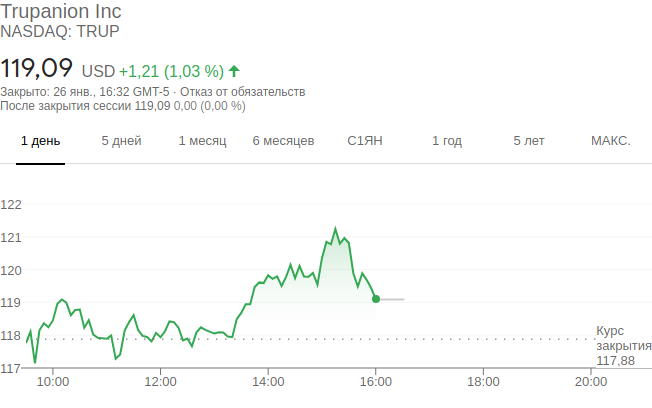 Trupanion Inc
NASDAQ: TRUP
119,09 USD +1,21 (1,03 %)
Закрыто: 26 янв., 16:32 GMT-5 · Отказ от обязательств
После закрытия сессии 119,09 0,00 (0,00 %)
1 день 5 дней 1 месяц 6 месяцев С1ЯН 1 год 5 лет МАКС.
122
121
120
119
118
117
Курс
закрытия
117,88
10:00 12:00 14:00 16:00 18:00 20:00